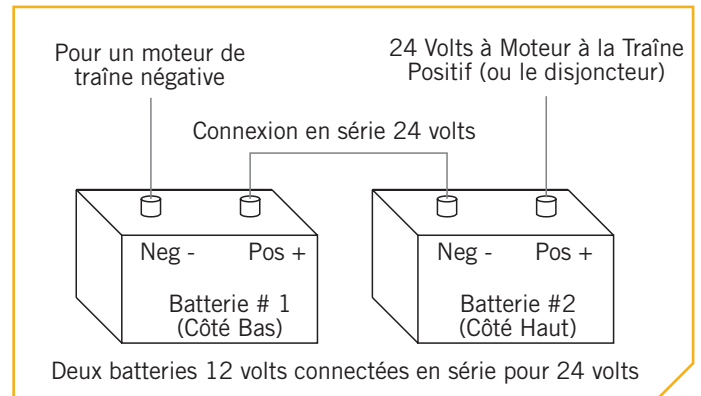 Pour un moteur de
traîne négative
24 Volts à Moteur à la Traîne
Positif (ou le disjoncteur)
Connexion en série 24 volts
Neg -
Pos +
Batterie # 1
(Côté Bas)
Neg -
Pos +
Batterie #2
(Côté Haut)
Deux batteries 12 volts connectées en série pour 24 volts